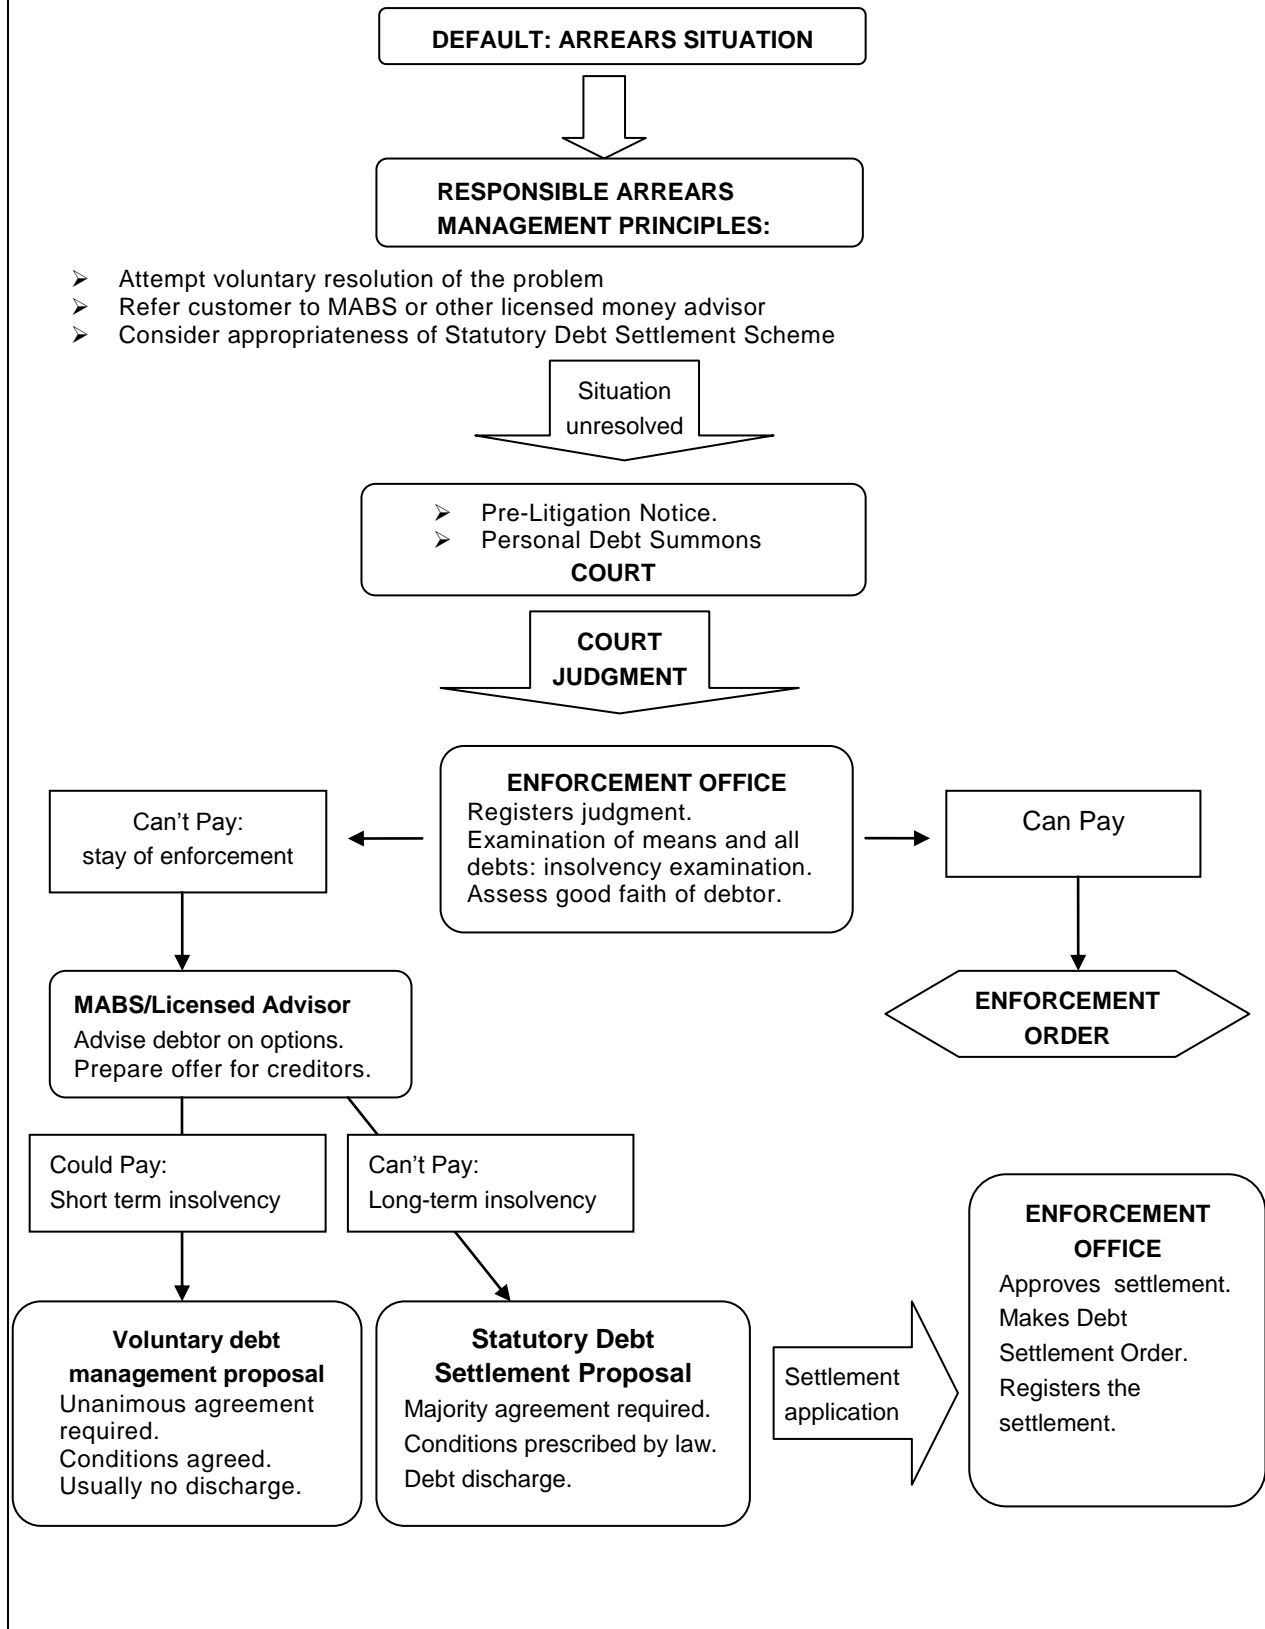 DEFAULT: ARREARS SITUATION
RESPONSIBLE ARREARS
MANAGEMENT PRINCIPLES:
➢ Attempt voluntary resolution of the problem
➢ Refer customer to MABS or other licensed money advisor
➢ Consider appropriateness of Statutory Debt Settlement Scheme
Situation
unresolved
➢ Pre-Litigation Notice.
➢ Personal Debt Summons
COURT
COURT
JUDGMENT
ENFORCEMENT OFFICE
Registers judgment.
Examination of means and all
debts: insolvency examination.
Assess good faith of debtor.
Can’t Pay:
stay of enforcement
Can Pay
MABS/Licensed Advisor
Advise debtor on options.
Prepare offer for creditors.
ENFORCEMENT
ORDER
Could Pay:
Short term insolvency
Can’t Pay:
Long-term insolvency
Voluntary debt
management proposal
Unanimous agreement
required.
Conditions agreed.
Usually no discharge.
Statutory Debt
Settlement Proposal
Majority agreement required.
Conditions prescribed by law.
Debt discharge.
Settlement
application
ENFORCEMENT
OFFICE
Approves settlement.
Makes Debt
Settlement Order.
Registers the
settlement.